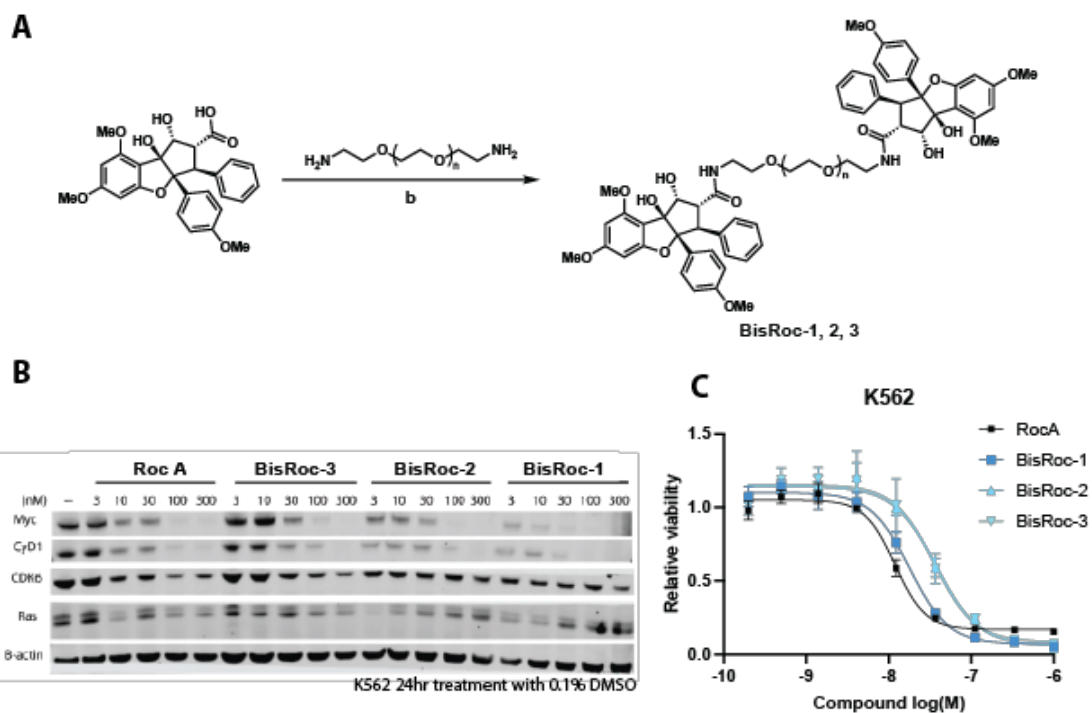 A
MeO
OMe
HO
HO
HO
O
MeO
MeO
O
OMe
H2N
O
O
n
NH2
b
O
OH
OH
OMe
O
NH
HN
O
O
n
HO
HO
O
MeO
MeO
O
OMe
BisRoc-1, 2, 3
B
Roc A BisRoc-3 BisRoc-2 BisRoc-1
(nM) – 3 10 30 100 300 3 10 30 100 300 3 10 30 100 300 3 10 30 100 300
Myc
CyD1
CDK6
Ras
B-actin
K562 24hr treatment with 0.1% DMSO
C
K562
RocA
BisRoc-1
BisRoc-2
BisRoc-3
Relative viability
1.5
1.0
0.5
0.0
-10 -9 -8 -7 -6
Compound log(M)